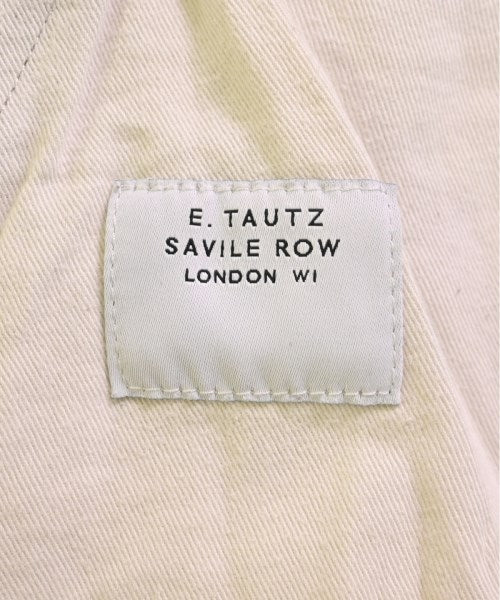 E. TAUTZ
SAVILE ROW
LONDON W1